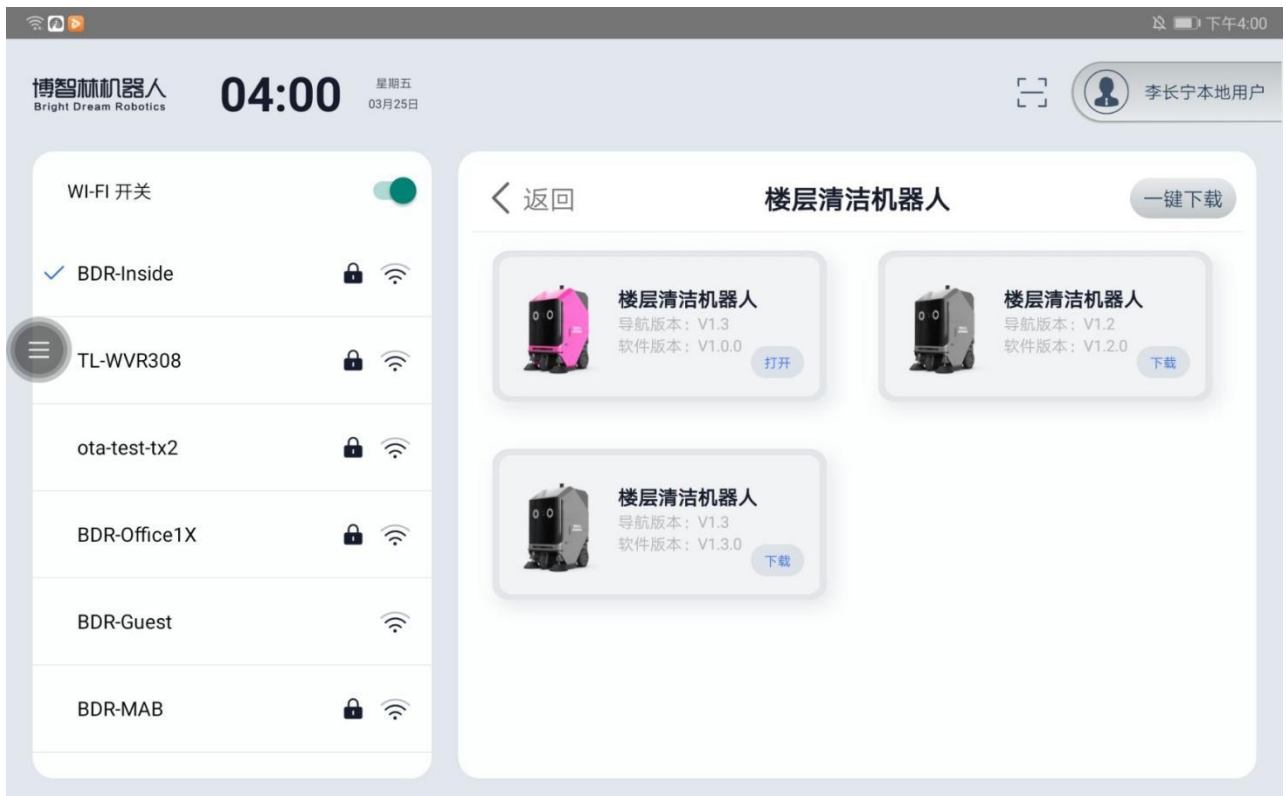 下午4:00
博智林机器人
Bright Dream Robotics
04:00
星期五
03月25日
李长宁本地用户
WI-FI 开关
BDR-Inside
TL-WVR308
ota-test-tx2
BDR-Office1X
BDR-Guest
BDR-MAB
返回
楼层清洁机器人
一键下载
楼层清洁机器人
导航版本：V1.3
软件版本：V1.0.0
打开
楼层清洁机器人
导航版本：V1.2
软件版本：V1.2.0
下载
楼层清洁机器人
导航版本：V1.3
软件版本：V1.3.0
下载